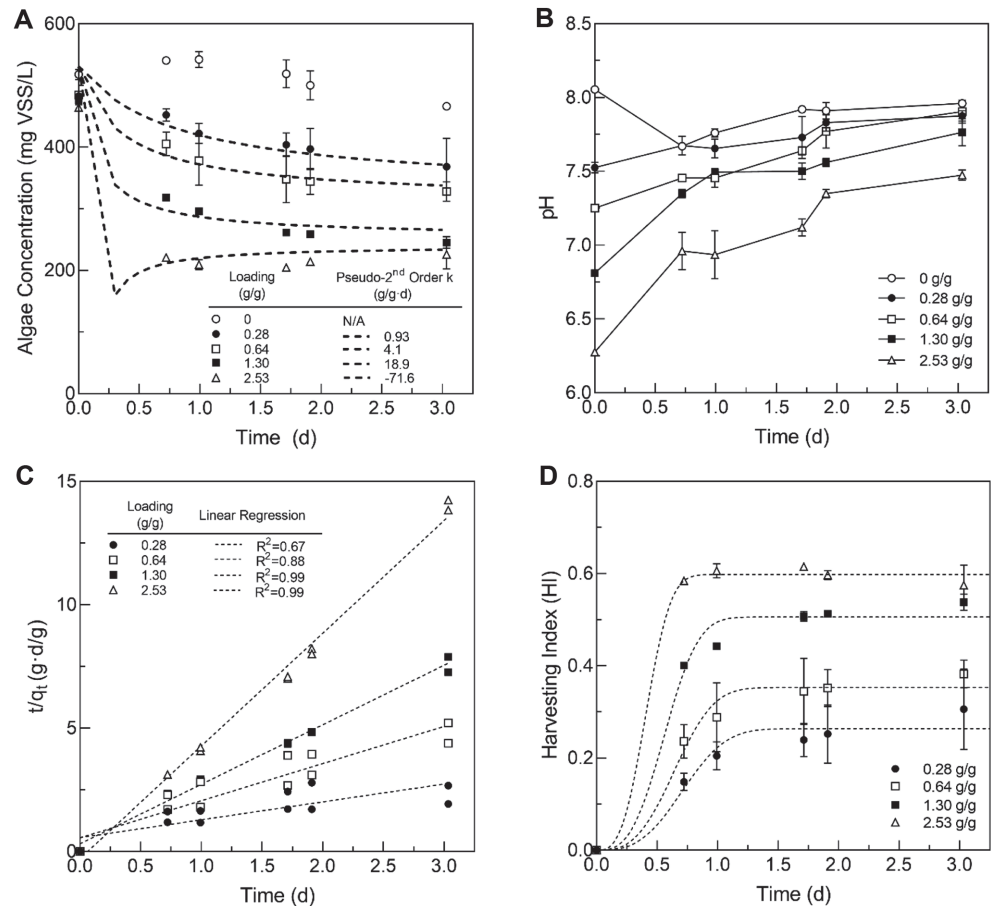 A
Algae Concentration (mg VSS/L)
600
400
200
0
0.0 0.5 1.0 1.5 2.0 2.5 3.0
Time (d)
Loading Pseudo-2nd Order k
(g/g) (g/g·d)
0 N/A
0.28 0.93
0.64 4.1
1.30 18.9
2.53 -71.6
B
pH
8.0
7.5
7.0
6.5
6.0
0.0 0.5 1.0 1.5 2.0 2.5 3.0
Time (d)
0 g/g
0.28 g/g
0.64 g/g
1.30 g/g
2.53 g/g
C
t/qt (g·d/g)
15
10
5
0
0.0 0.5 1.0 1.5 2.0 2.5 3.0
Time (d)
Loading Linear Regression
(g/g)
0.28 R2=0.67
0.64 R2=0.88
1.30 R2=0.99
2.53 R2=0.99
D
Harvesting Index (HI)
0.8
0.6
0.4
0.2
0.0
0.0 0.5 1.0 1.5 2.0 2.5 3.0
Time (d)
0.28 g/g
0.64 g/g
1.30 g/g
2.53 g/g